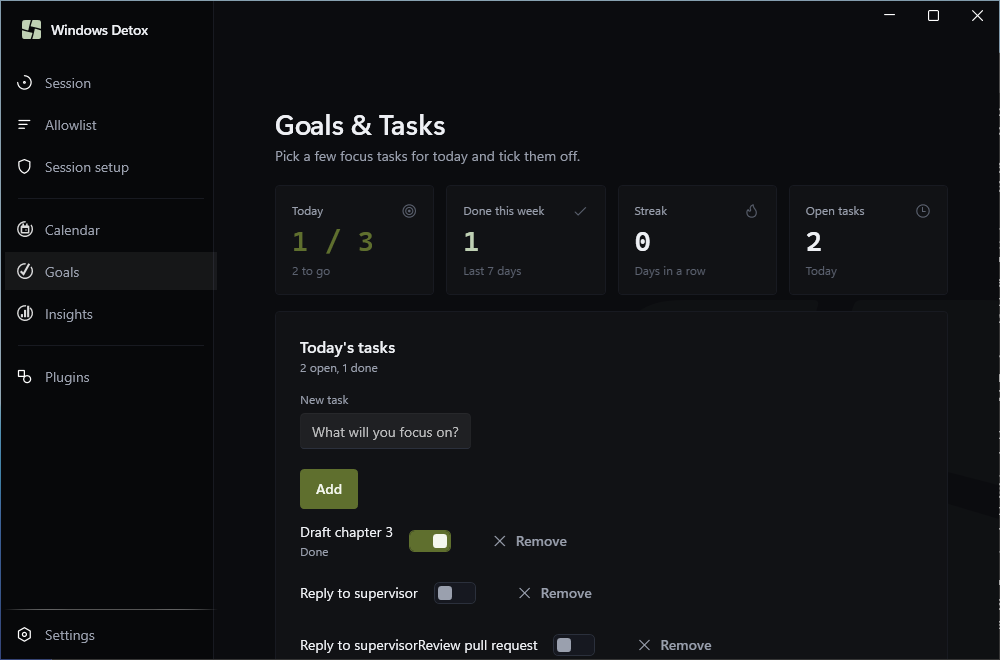 Windows Detox
Session
Allowlist
Session setup
Calendar
Goals
Insights
Plugins
Settings
Goals & Tasks
Pick a few focus tasks for today and tick them off.
Today
1 / 3
2 to go
Done this week
1
Last 7 days
Streak
0
Days in a row
Open tasks
2
Today
Today's tasks
2 open, 1 done
New task
What will you focus on?
Add
Draft chapter 3
Done
Remove
Reply to supervisor
Remove
Reply to supervisorReview pull request
Remove